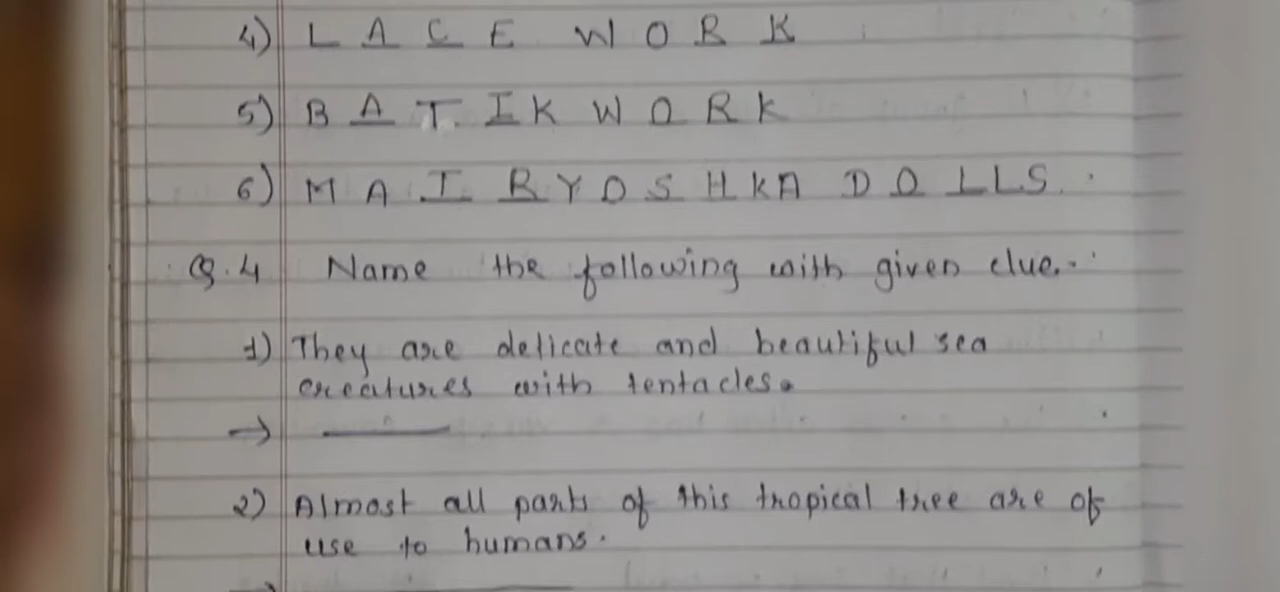 4) L A C E W O R K
5) B A T I K W O R K
6) M A I R Y O S H K A D O L L S.
Q.4 Name the following with given clue.
1) They are delicate and beautiful sea
creatures with tentacles.
→ ———
2) Almost all parts of this tropical tree are of
use to humans.
→ ———